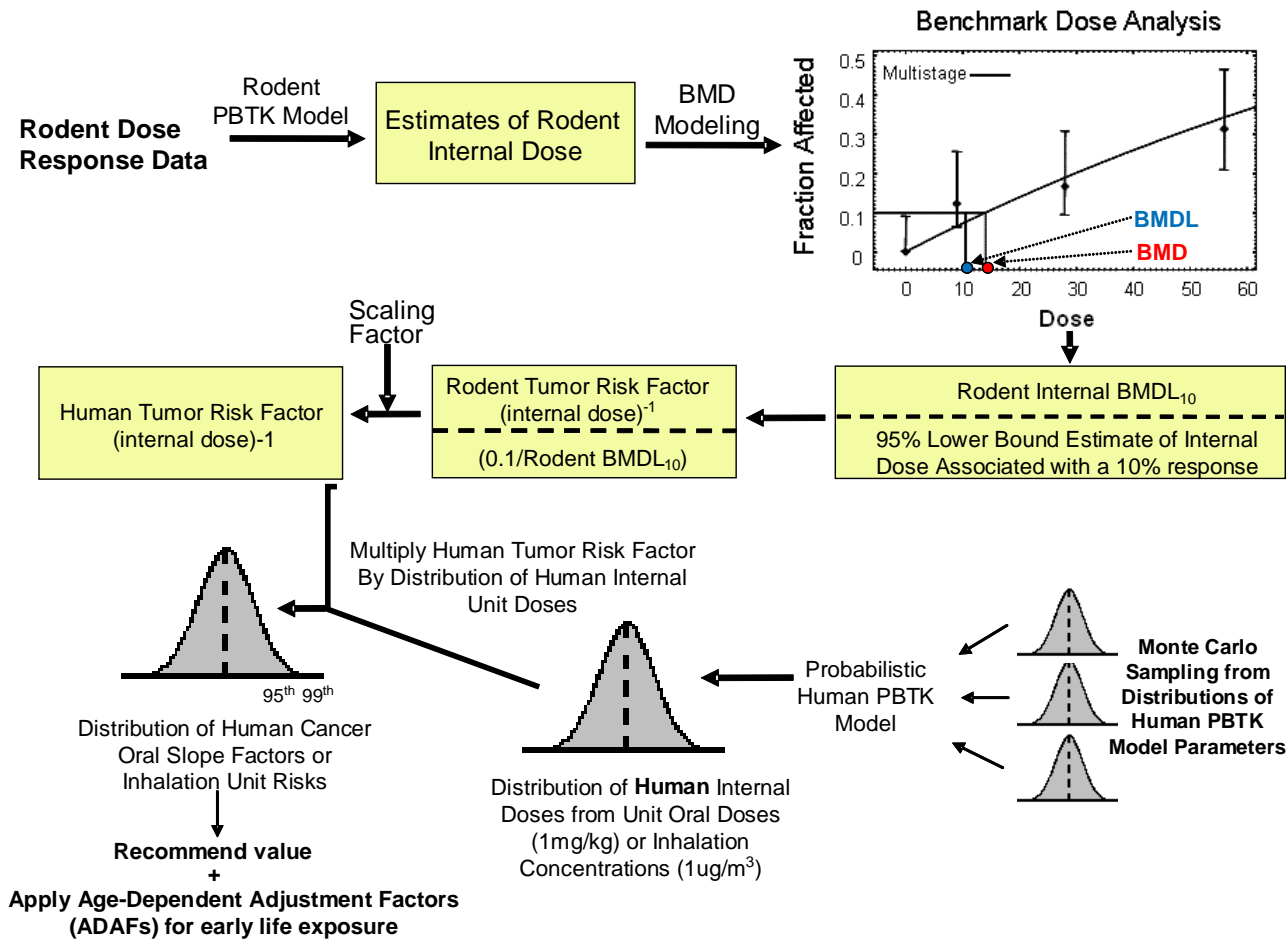 Rodent Dose
Response Data
Rodent
PBTK Model
Estimates of Rodent
Internal Dose
BMD
Modeling
Benchmark Dose Analysis
Multistage
Fraction Affected
0.5
0.4
0.3
0.2
0.1
0
BMDL
BMD
0 10 20 30 40 50 60
Dose
Rodent Internal BMDL₁₀
95% Lower Bound Estimate of Internal
Dose Associated with a 10% response
Rodent Tumor Risk Factor
(internal dose)⁻¹
(0.1/Rodent BMDL₁₀)
Scaling
Factor
Human Tumor Risk Factor
(internal dose)-1
Multiply Human Tumor Risk Factor
By Distribution of Human Internal
Unit Doses
Monte Carlo
Sampling from
Distributions of
Human PBTK
Model Parameters
Probabilistic
Human PBTK
Model
Distribution of Human Internal
Doses from Unit Oral Doses
(1mg/kg) or Inhalation
Concentrations (1ug/m³)
95th 99th
Distribution of Human Cancer
Oral Slope Factors or
Inhalation Unit Risks
Recommend value
+
Apply Age-Dependent Adjustment Factors
(ADAFs) for early life exposure